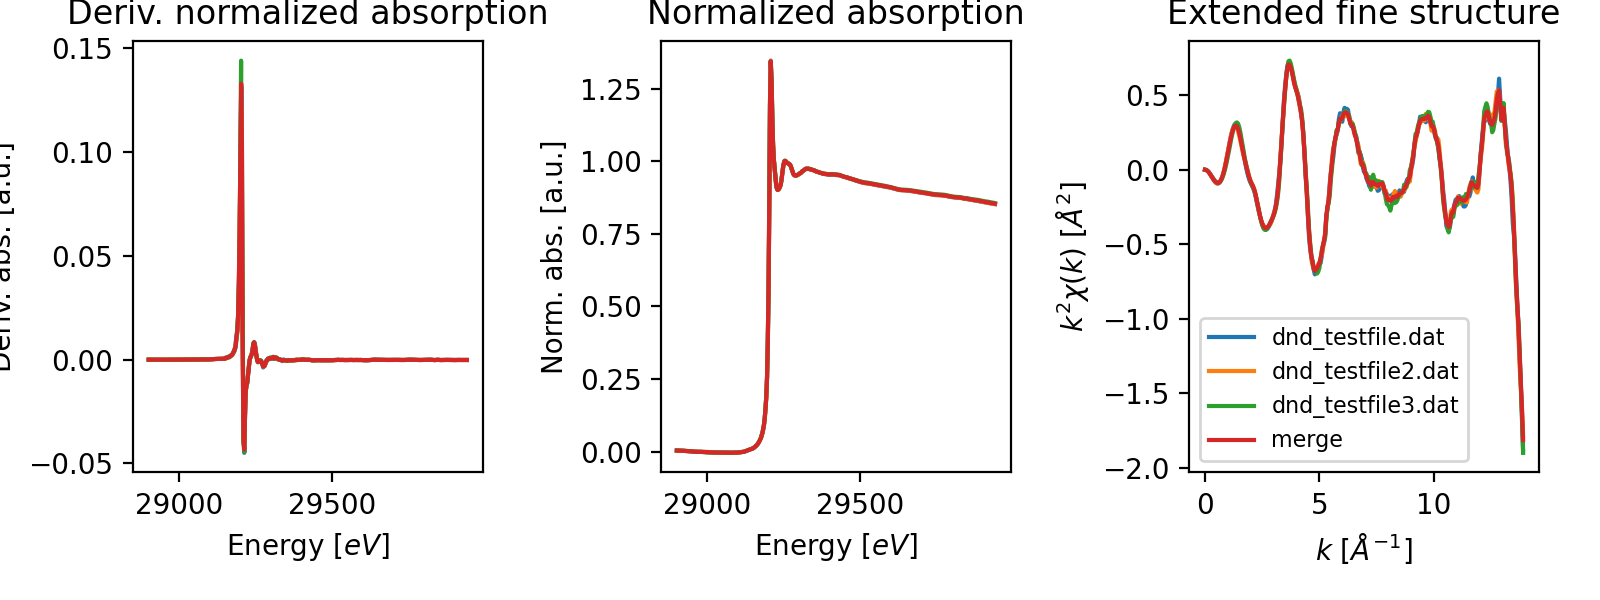 Deriv. normalized absorption
Deriv. abs. [a.u.]
0.15
0.10
0.05
0.00
−0.05
29000 29500
Energy [eV]
Normalized absorption
Norm. abs. [a.u.]
1.25
1.00
0.75
0.50
0.25
0.00
29000 29500
Energy [eV]
Extended fine structure
k²χ(k) [Å²]
0.5
0.0
−0.5
−1.0
−1.5
−2.0
dnd_testfile.dat
dnd_testfile2.dat
dnd_testfile3.dat
merge
0 5 10
k [Å⁻¹]